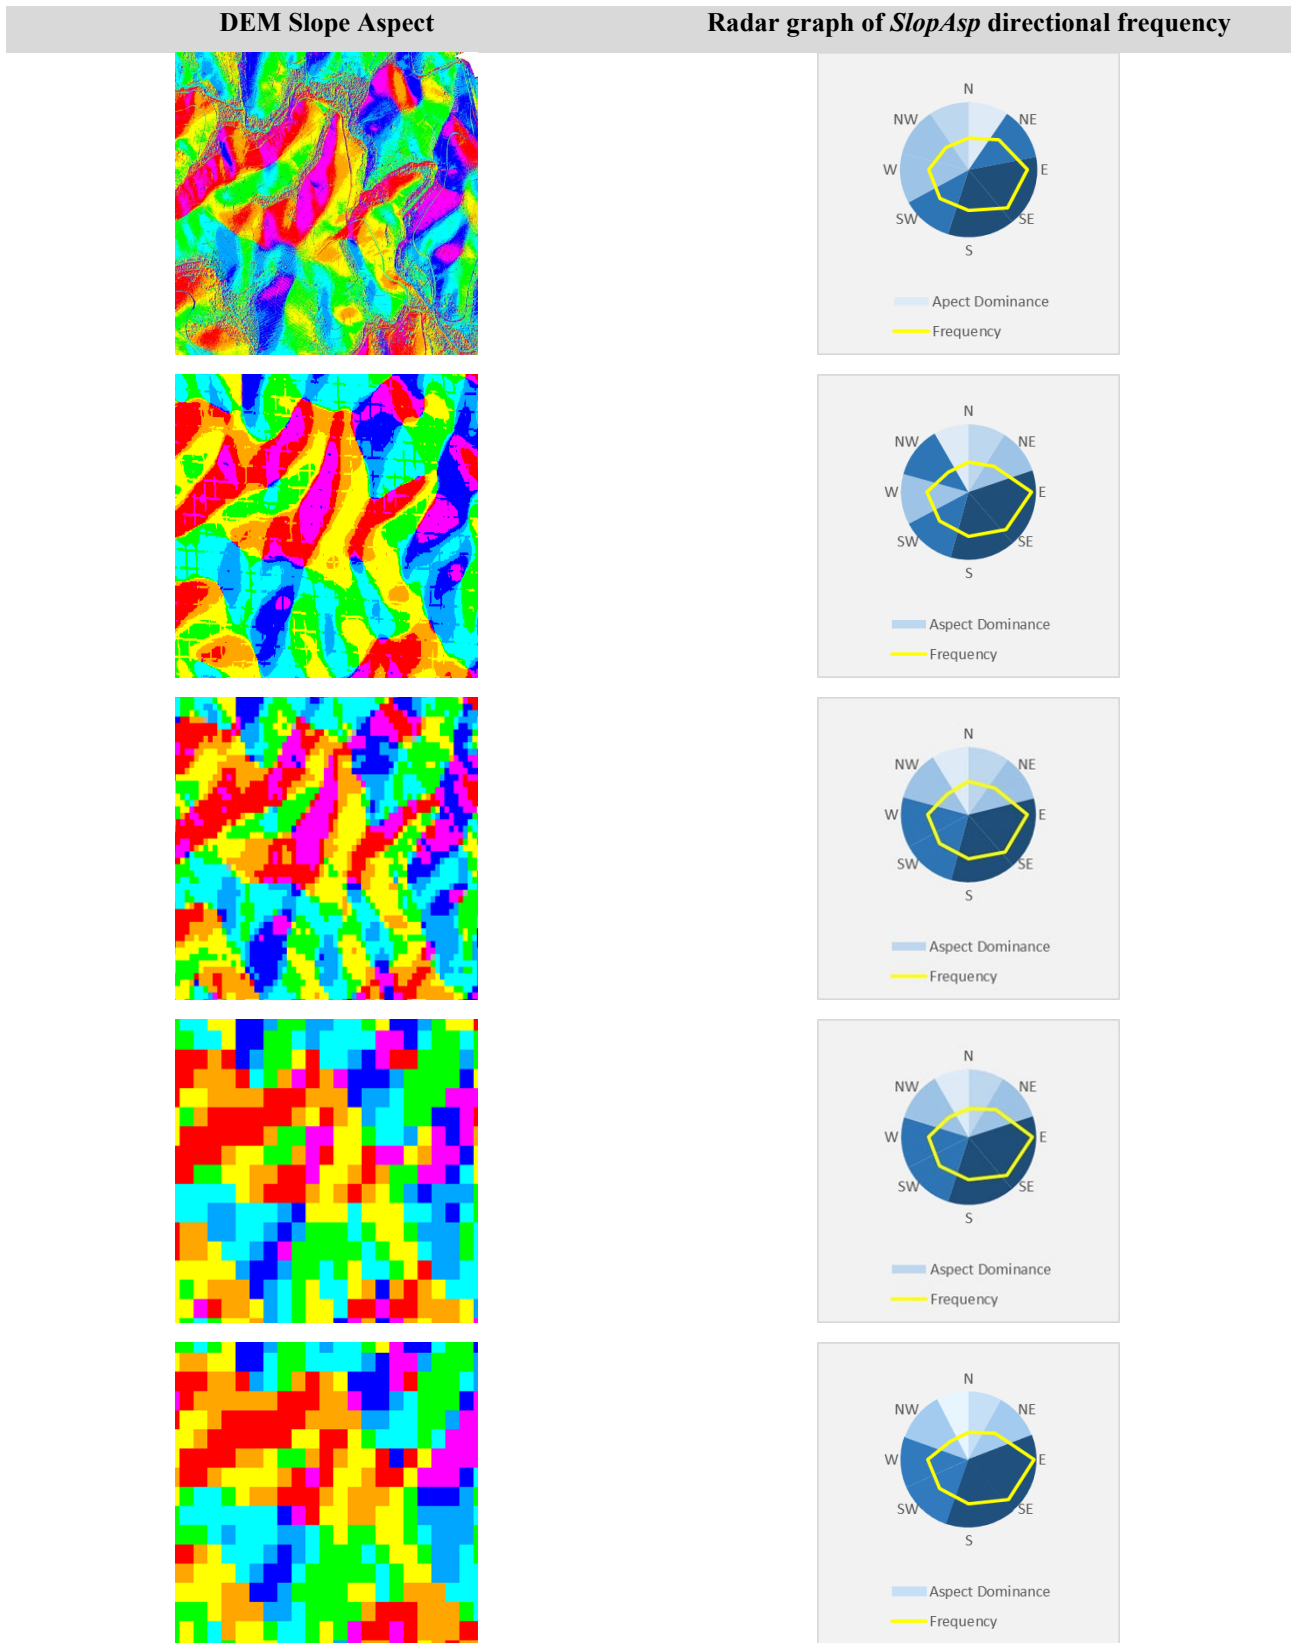 DEM Slope Aspect
Radar graph of SlopAsp directional frequency
N
NW
NE
W
E
SW
SE
S
Apect Dominance
Frequency
N
NW
NE
W
E
SW
SE
S
Aspect Dominance
Frequency
N
NW
NE
W
E
SW
SE
S
Aspect Dominance
Frequency
N
NW
NE
W
E
SW
SE
S
Aspect Dominance
Frequency
N
NW
NE
W
E
SW
SE
S
Aspect Dominance
Frequency